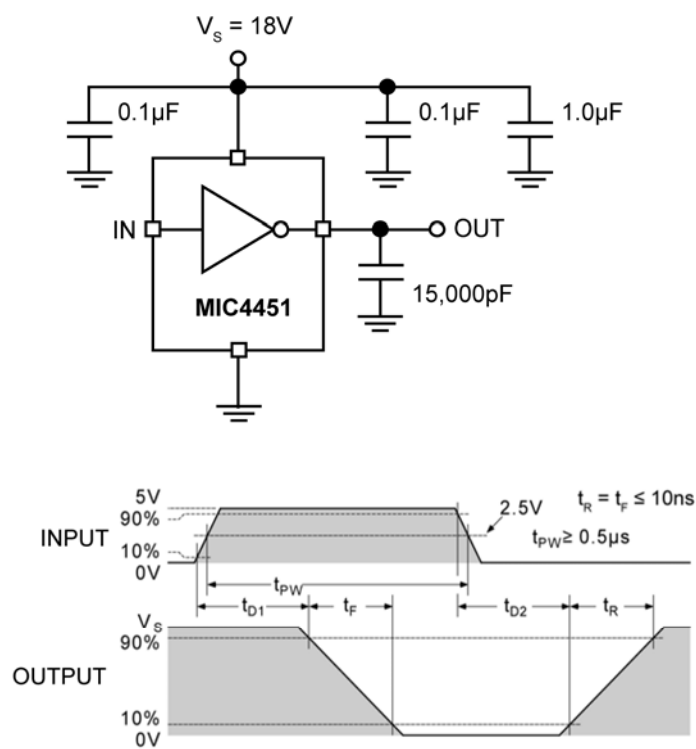 V_S = 18V
0.1µF
0.1µF
1.0µF
IN
OUT
MIC4451
15,000pF
5V
90%
INPUT
10%
0V
2.5V
t_R = t_F ≤ 10ns
t_PW ≥ 0.5µs
t_PW
t_D1
t_F
t_D2
t_R
V_S
90%
OUTPUT
10%
0V